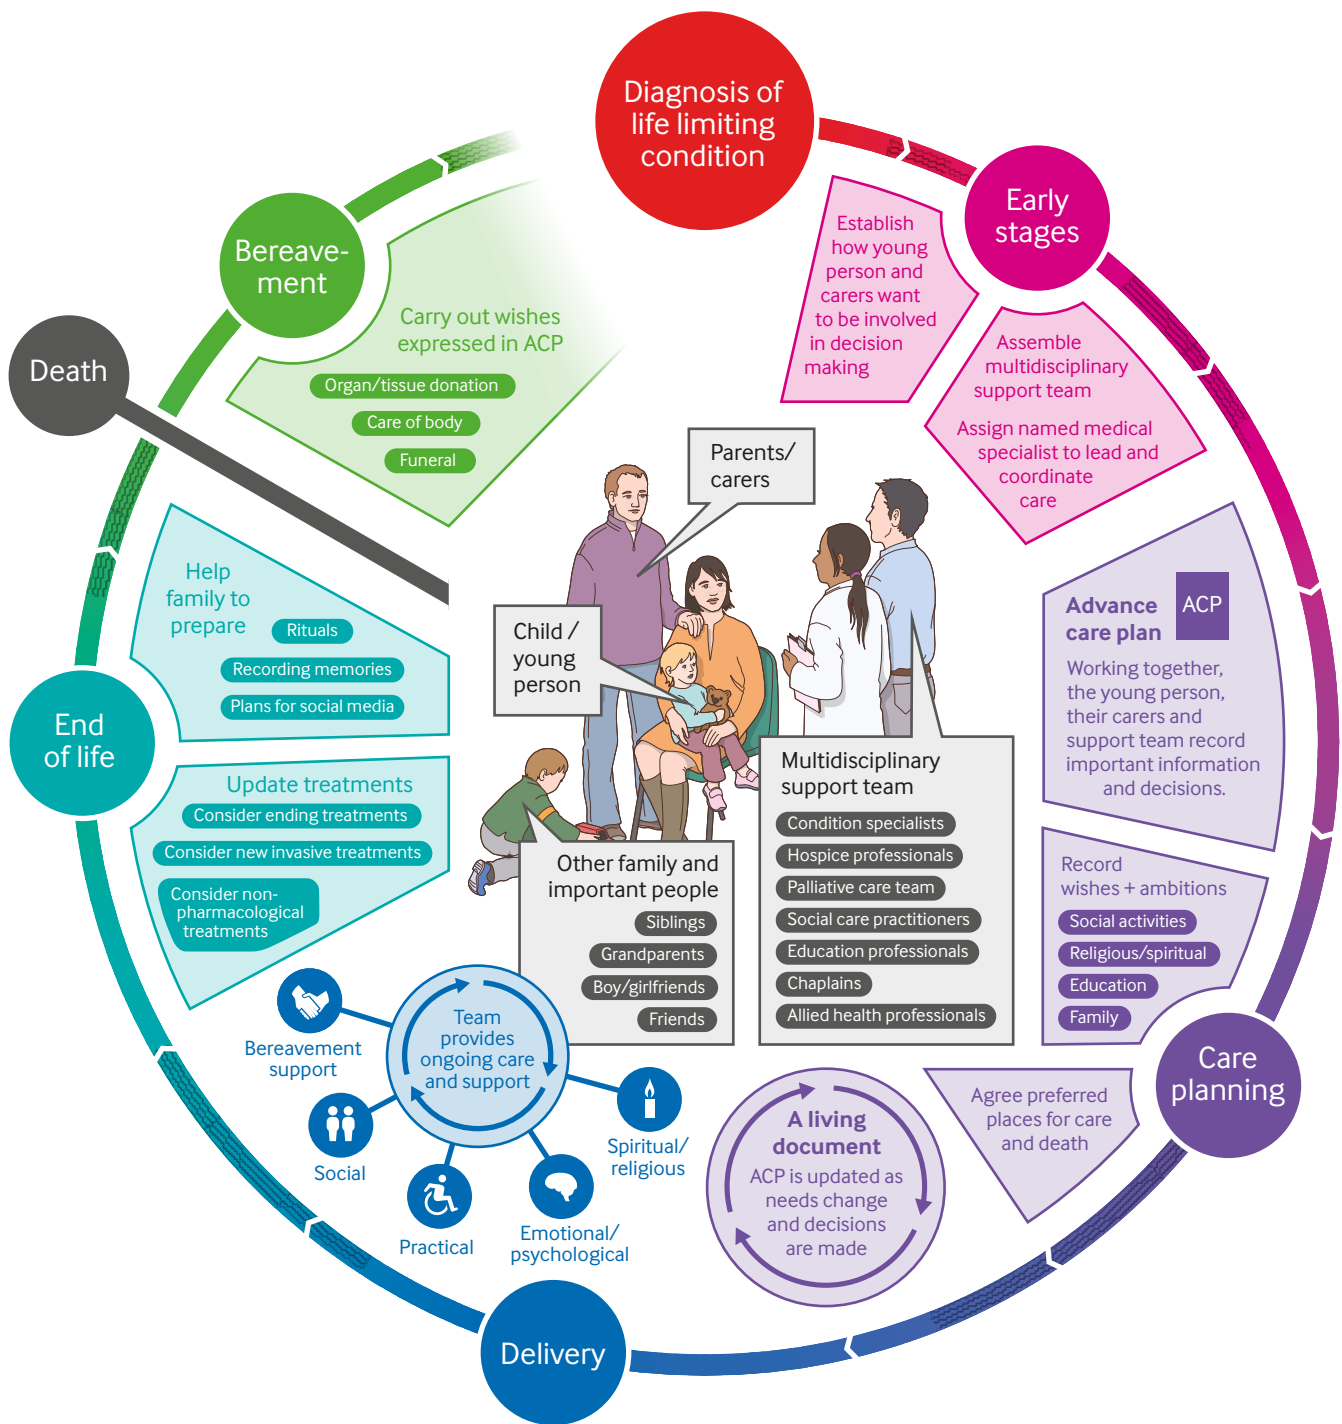 Diagnosis of
life limiting
condition
Early
stages
Establish
how young
person and
carers want
to be involved
in decision
making
Assemble
multidisciplinary
support team
Assign named medical
specialist to lead and
coordinate
care
Advance
care plan
ACP
Working together,
the young person,
their carers and
support team record
important information
and decisions.
Record
wishes + ambitions
Social activities
Religious/spiritual
Education
Family
Care
planning
Agree preferred
places for care
and death
A living
document
ACP is updated as
needs change
and decisions
are made
Delivery
Team
provides
ongoing care
and support
Spiritual/
religious
Emotional/
psychological
Practical
Social
Bereavement
support
End
of life
Update treatments
Consider ending treatments
Consider new invasive treatments
Consider non-
pharmacological
treatments
Help
family to
prepare
Rituals
Recording memories
Plans for social media
Death
Bereave-
ment
Carry out wishes
expressed in ACP
Organ/tissue donation
Care of body
Funeral
Parents/
carers
Child /
young
person
Other family and
important people
Siblings
Grandparents
Boy/girlfriends
Friends
Multidisciplinary
support team
Condition specialists
Hospice professionals
Palliative care team
Social care practitioners
Education professionals
Chaplains
Allied health professionals